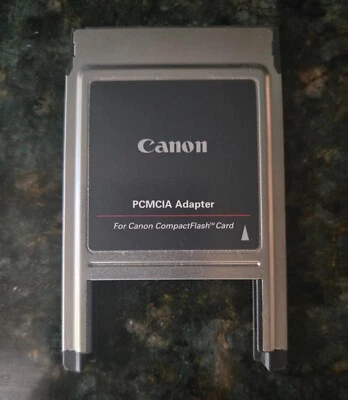 Canon
PCMCIA Adapter
For Canon CompactFlash™ Card